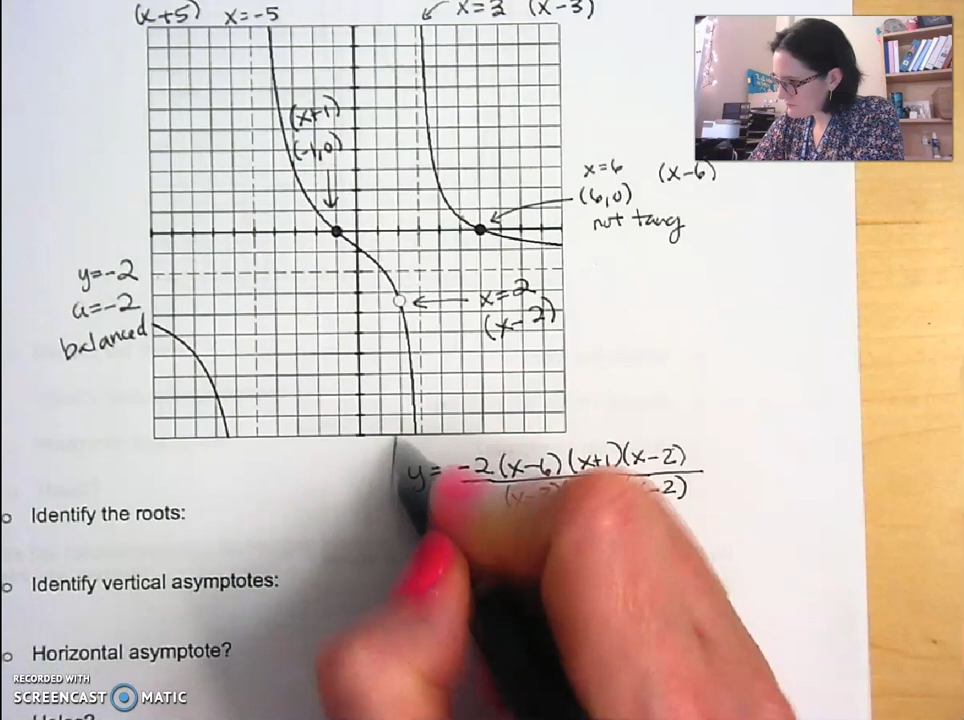 (x+5) x=-5
x=3 (x-3)
(x+1)
(-1,0)
x=6 (x-6)
(6,0)
not tang
y=-2
a=-2
balanced
x=2
(x-2)
y= -2(x-6)(x+1)(x-2)
(x-3) -2)
o Identify the roots:
o Identify vertical asymptotes:
o Horizontal asymptote?
RECORDED WITH
SCREENCAST MATIC